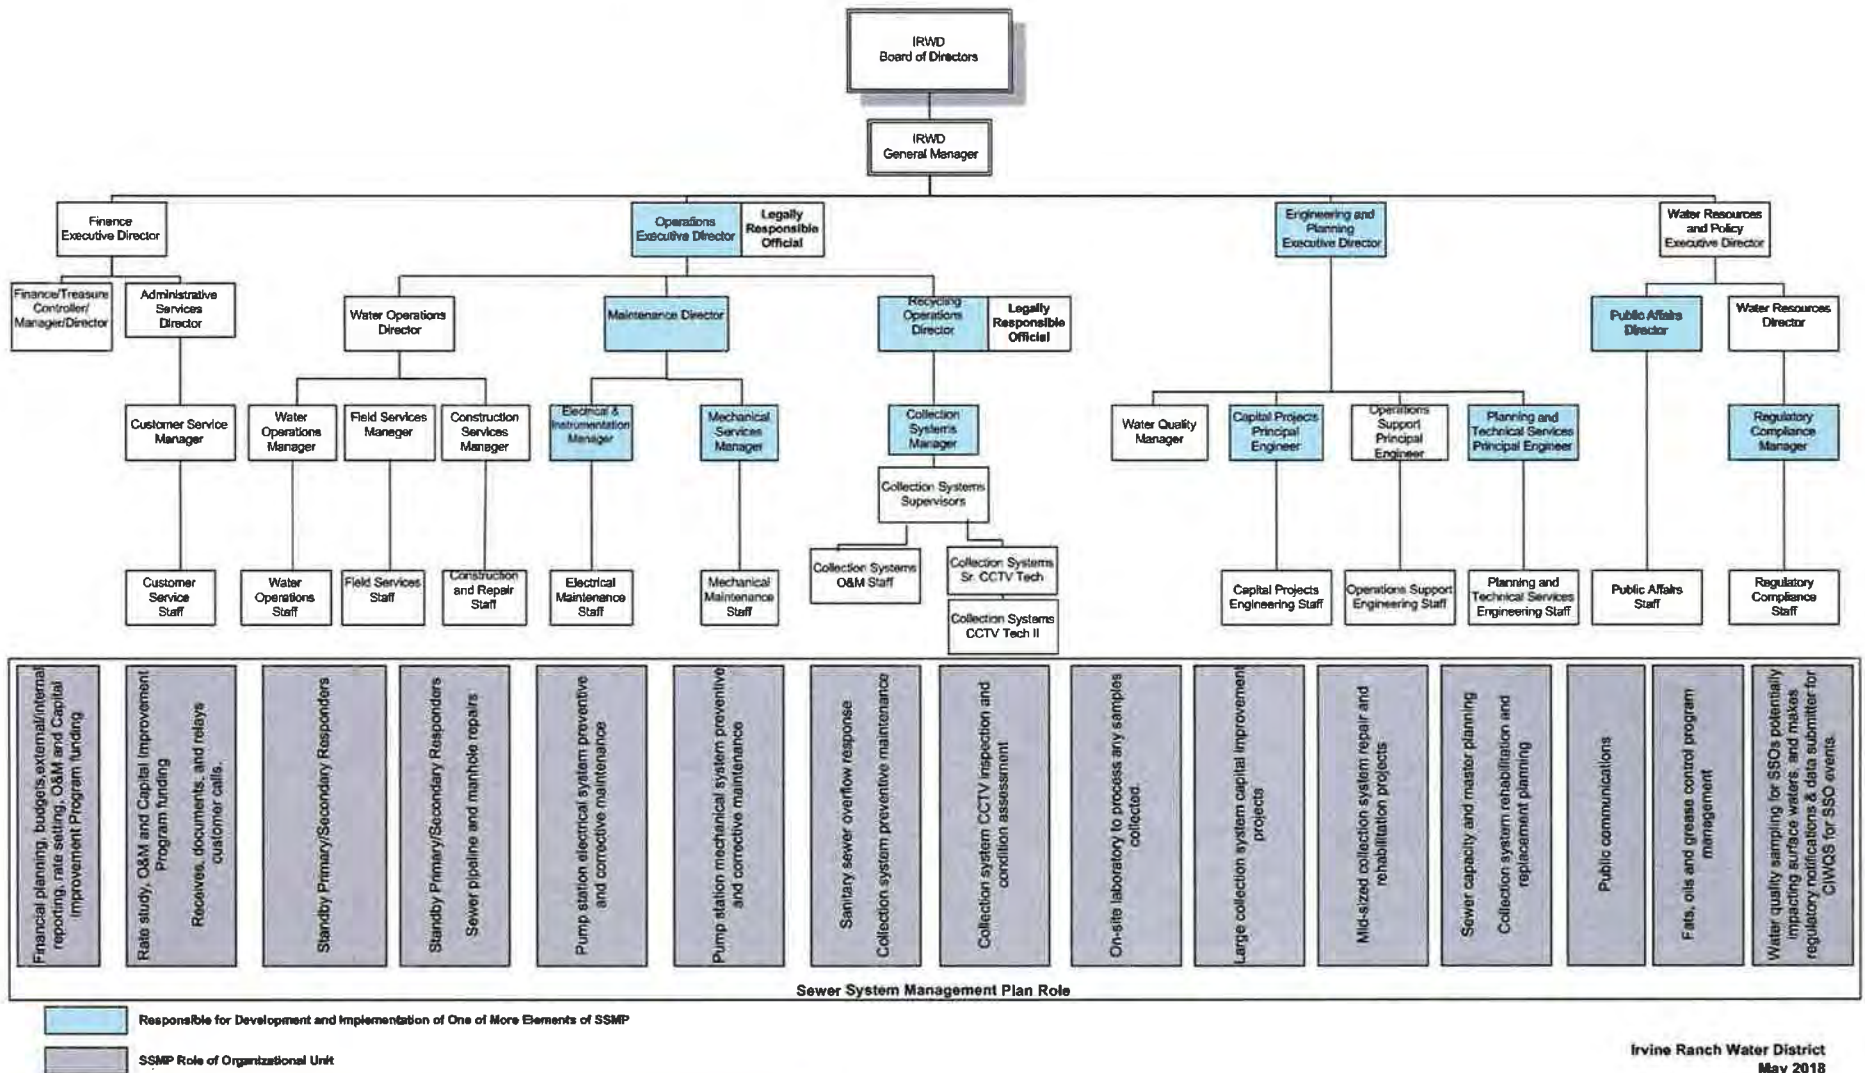 IRWD
Board of Directors
IRWD
General Manager
Finance
Executive Director
Operations
Executive Director
Legally
Responsible
Official
Engineering and
Planning
Executive Director
Water Resources
and Policy
Executive Director
Finance/Treasure
Controller/
Manager/Director
Administrative
Services
Director
Water Operations
Director
Maintenance Director
Recycling
Operations
Director
Legally
Responsible
Official
Public Affairs
Director
Water Resources
Director
Customer Service
Manager
Water
Operations
Manager
Field Services
Manager
Construction
Services
Manager
Electrical &
Instrumentation
Manager
Mechanical
Services
Manager
Collection
Systems
Manager
Water Quality
Manager
Capital Projects
Principal
Engineer
Operations
Support
Principal
Engineer
Planning and
Technical Services
Principal Engineer
Regulatory
Compliance
Manager
Collection Systems
Supervisors
Customer
Service
Staff
Water
Operations
Staff
Field Services
Staff
Construction
and Repair
Staff
Electrical
Maintenance
Staff
Mechanical
Maintenance
Staff
Collection Systems
O&M Staff
Collection Systems
Sr. CCTV Tech
Collection Systems
CCTV Tech II
Capital Projects
Engineering Staff
Operations Support
Engineering Staff
Planning and
Technical Services
Engineering Staff
Public Affairs
Staff
Regulatory
Compliance
Staff
Financial planning, budgets,external/internal
reporting, rate setting, O&M and Capital
Improvement Program funding
Rate study, O&M and Capital Improvement
Program funding
Receives, documents, and relays
customer calls.
Standby Primary/Secondary Responders
Standby Primary/Secondary Responders
Sewer pipeline and manhole repairs
Pump station electrical system preventive
and corrective maintenance
Pump station mechanical system preventive
and corrective maintenance
Sanitary sewer overflow response
Collection system preventive maintenance
Collection system CCTV inspection and
condition assessment
On-site laboratory to process any samples
collected.
Large collection system capital improvement
projects
Mid-sized collection system repair and
rehabilitation projects
Sewer capacity and master planning
Collection system rehabilitation and
replacement planning
Public communications
Fats, oils and grease control program
management
Water quality sampling for SSOs potentially
impacting surface waters, and makes
regulatory notifications & data submitter for
CIWQS for SSO events.
Sewer System Management Plan Role
Responsible for Development and Implementation of One of More Elements of SSMP
SSMP Role of Organizational Unit
Irvine Ranch Water District
May 2018